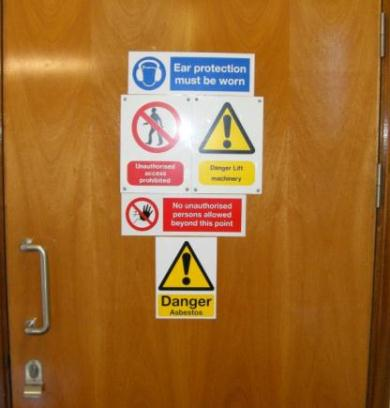 Ear protection
must be worn
Unauthorised
access
prohibited
Danger Lift
machinery
No unauthorised
persons allowed
beyond this point
Danger
Asbestos